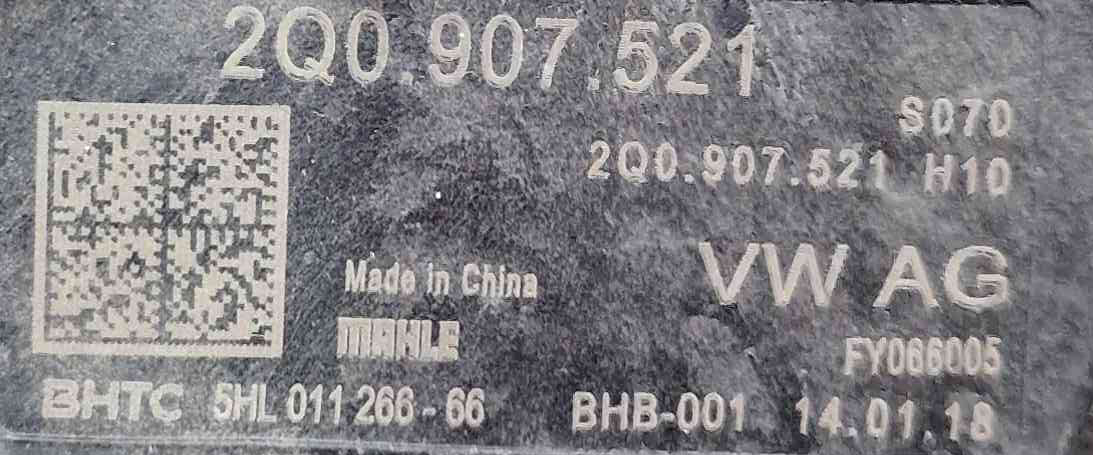 2Q0.907.521
S070
2Q0.907.521 H10
VW AG
Made in China
MAHLE
FY066005
BHTC 5HL 011 266-66 BHB-001 14.01.18